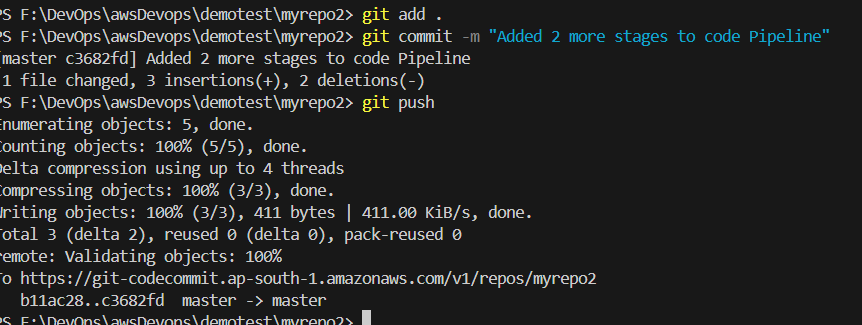 PS F:\DevOps\awsDevops\demotest\myrepo2> git add .
PS F:\DevOps\awsDevops\demotest\myrepo2> git commit -m "Added 2 more stages to code Pipeline"
[master c3682fd] Added 2 more stages to code Pipeline
1 file changed, 3 insertions(+), 2 deletions(-)
PS F:\DevOps\awsDevops\demotest\myrepo2> git push
Enumerating objects: 5, done.
Counting objects: 100% (5/5), done.
Delta compression using up to 4 threads
Compressing objects: 100% (3/3), done.
Writing objects: 100% (3/3), 411 bytes | 411.00 KiB/s, done.
Total 3 (delta 2), reused 0 (delta 0), pack-reused 0
remote: Validating objects: 100%
To https://git-codecommit.ap-south-1.amazonaws.com/v1/repos/myrepo2
b11ac28..c3682fd master -> master
PS F:\DevOps\awsDevops\demotest\myrepo2>